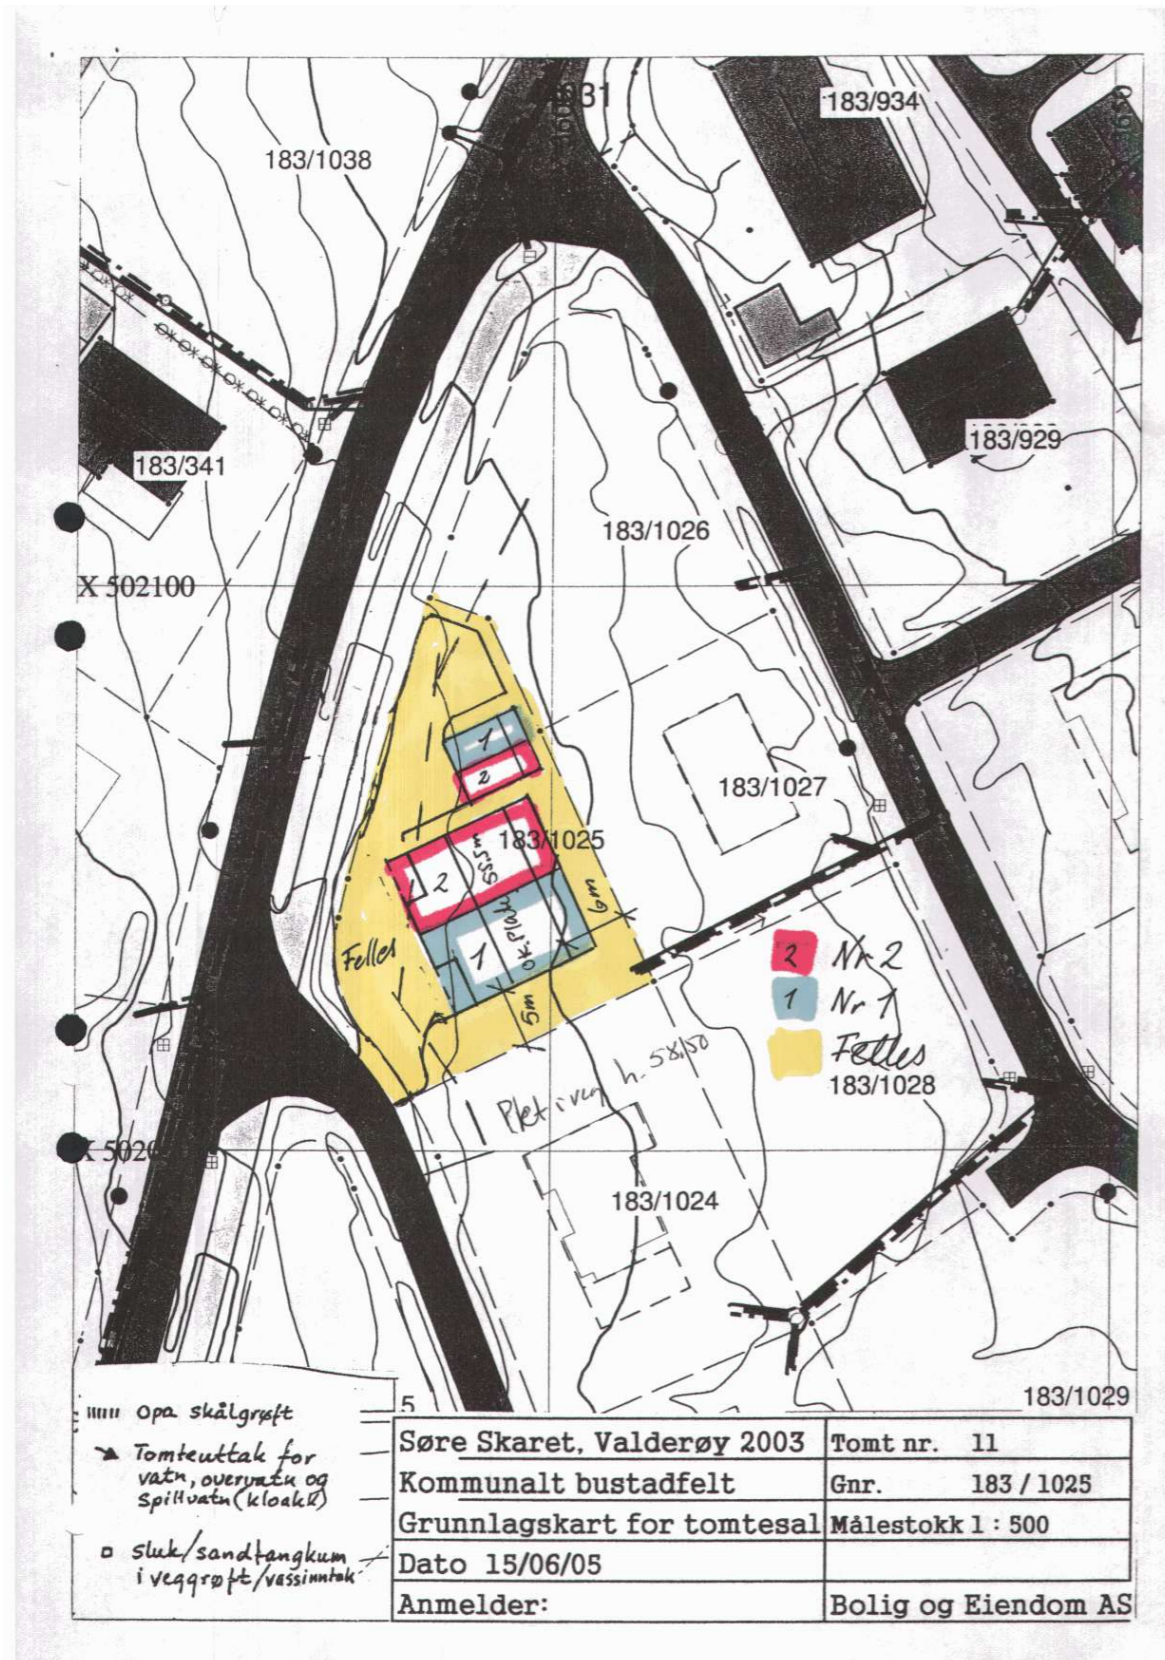 183/934
183/1038
183/341
183/929
183/1026
X 502100
1
2
183/1025
183/1027
2
55.5m
6m
1
O.K. Plate
Felles
5m
2 Nr 2
1 Nr 1
Felles
183/1028
h. 58.50
183/1024
183/1029
5
opa skålgrøft
Tomteuttak for
vatn, overvatn og
Spillvatn (kloakk)
sluk/sandfangkum
i veggrøft/vassinntak
Søre Skaret, Valderøy 2003 Tomt nr. 11
Kommunalt bustadfelt Gnr. 183 / 1025
Grunnlagskart for tomtesal Målestokk 1 : 500
Dato 15/06/05
Anmelder: Bolig og Eiendom AS